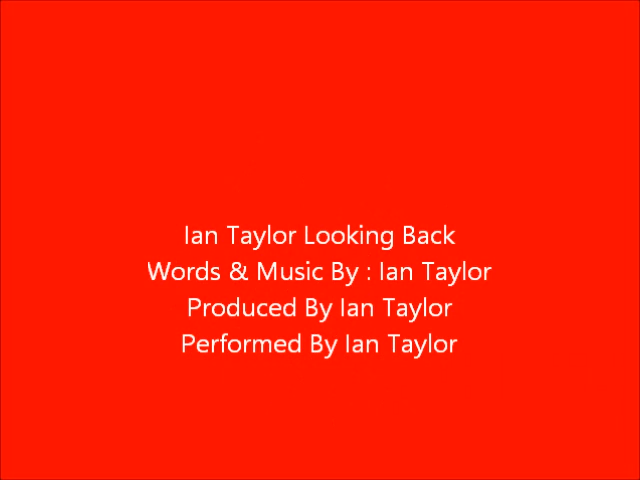 Ian Taylor Looking Back
Words & Music By : Ian Taylor
Produced By Ian Taylor
Performed By Ian Taylor